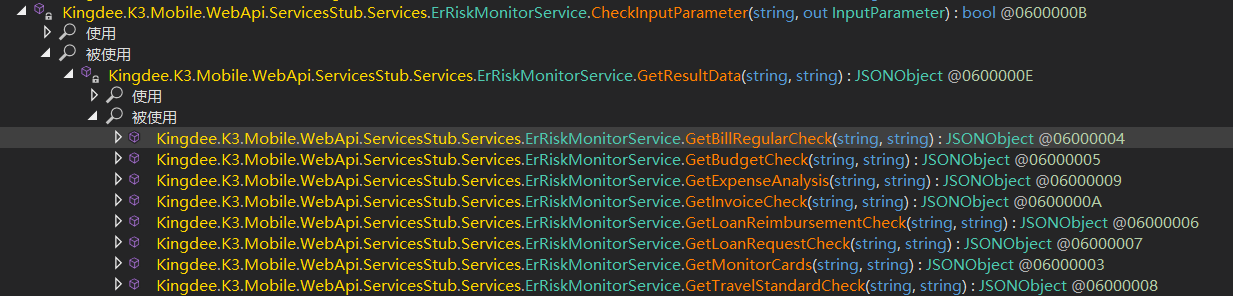 Kingdee.K3.Mobile.WebApi.ServicesStub.Services.ErRiskMonitorService.CheckInputParameter(string, out InputParameter) : bool @0600000B
使用
被使用
Kingdee.K3.Mobile.WebApi.ServicesStub.Services.ErRiskMonitorService.GetResultData(string, string) : JSONObject @0600000E
使用
被使用
Kingdee.K3.Mobile.WebApi.ServicesStub.Services.ErRiskMonitorService.GetBillRegularCheck(string, string) : JSONObject @06000004
Kingdee.K3.Mobile.WebApi.ServicesStub.Services.ErRiskMonitorService.GetBudgetCheck(string, string) : JSONObject @06000005
Kingdee.K3.Mobile.WebApi.ServicesStub.Services.ErRiskMonitorService.GetExpenseAnalysis(string, string) : JSONObject @06000009
Kingdee.K3.Mobile.WebApi.ServicesStub.Services.ErRiskMonitorService.GetInvoiceCheck(string, string) : JSONObject @0600000A
Kingdee.K3.Mobile.WebApi.ServicesStub.Services.ErRiskMonitorService.GetLoanReimbursementCheck(string, string) : JSONObject @06000006
Kingdee.K3.Mobile.WebApi.ServicesStub.Services.ErRiskMonitorService.GetLoanRequestCheck(string, string) : JSONObject @06000007
Kingdee.K3.Mobile.WebApi.ServicesStub.Services.ErRiskMonitorService.GetMonitorCards(string, string) : JSONObject @06000003
Kingdee.K3.Mobile.WebApi.ServicesStub.Services.ErRiskMonitorService.GetTravelStandardCheck(string, string) : JSONObject @06000008